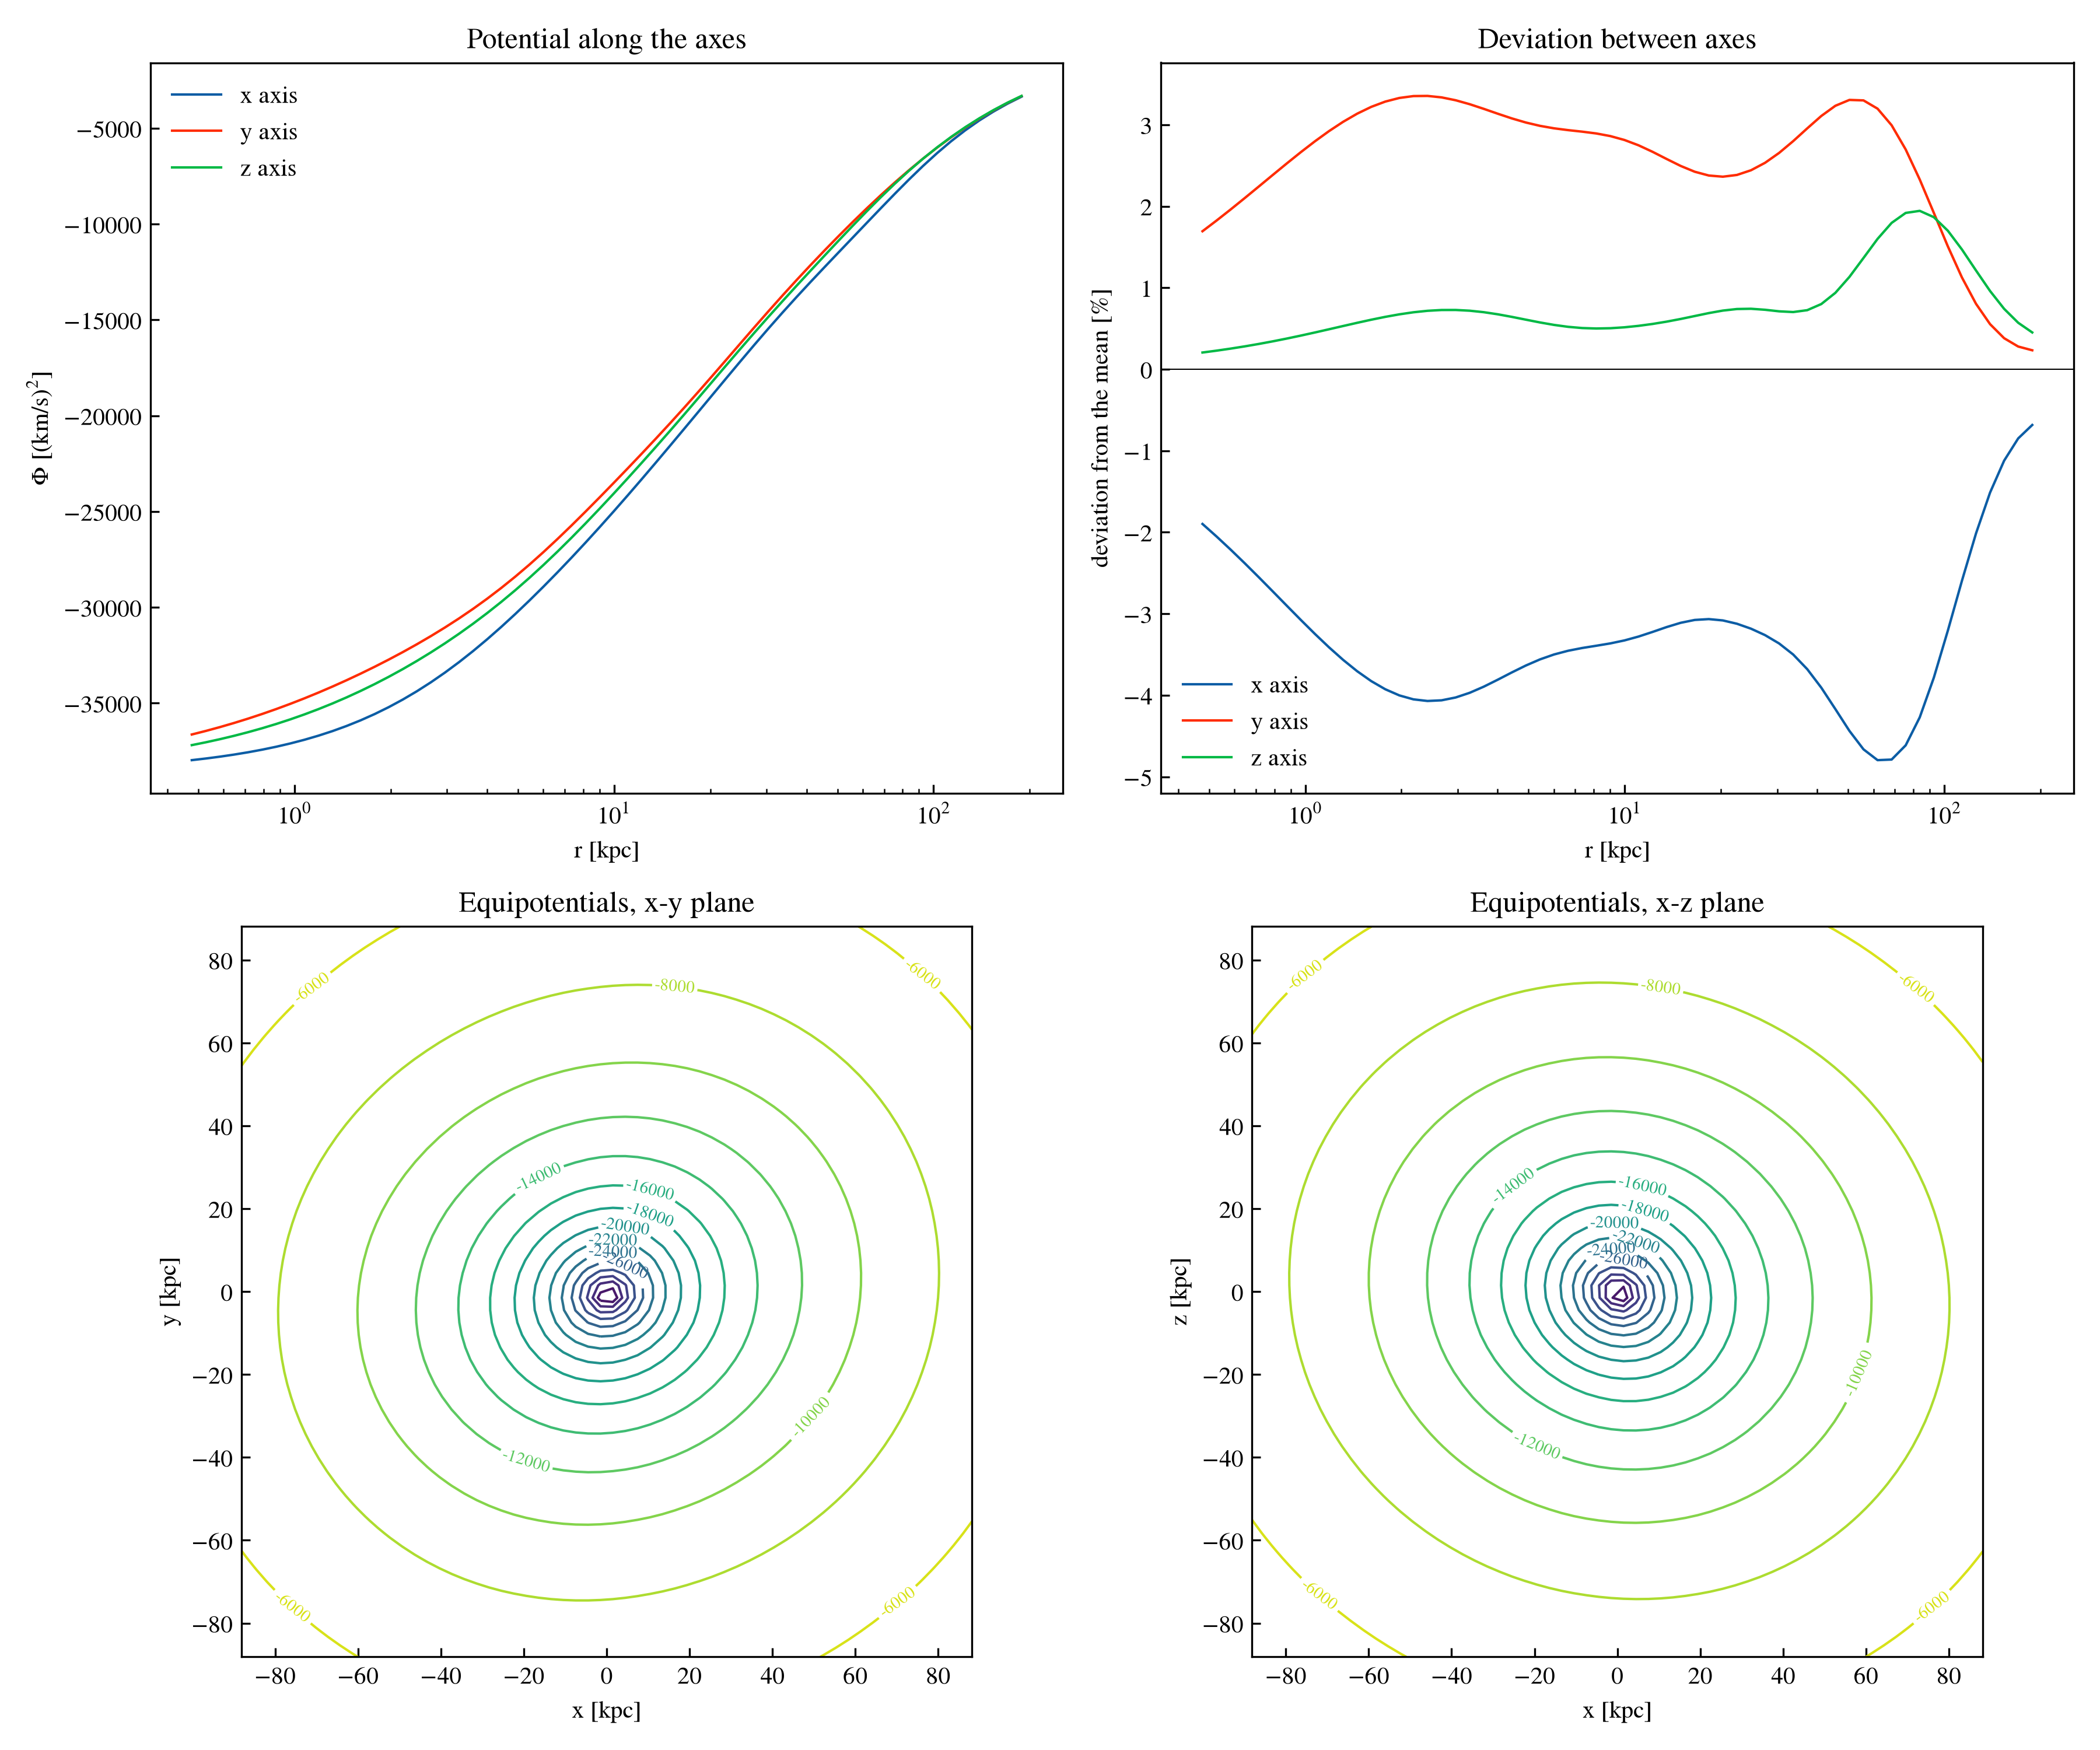 Potential along the axes
x axis
y axis
z axis
−5000
−10000
−15000
−20000
−25000
−30000
−35000
Φ [(km/s)²]
10⁰ 10¹ 10²
r [kpc]
Deviation between axes
3
2
1
0
−1
−2
−3
−4
−5
deviation from the mean [%]
x axis
y axis
z axis
10⁰ 10¹ 10²
r [kpc]
Equipotentials, x-y plane
80
60
40
20
0
−20
−40
−60
−80
y [kpc]
-6000
-6000
-8000
-14000
-16000
-18000
-20000
-22000
-24000
-26000
-10000
-12000
-6000
-6000
−80 −60 −40 −20 0 20 40 60 80
x [kpc]
Equipotentials, x-z plane
80
60
40
20
0
−20
−40
−60
−80
z [kpc]
-6000
-6000
-8000
-14000
-16000
-18000
-20000
-22000
-24000
-26000
-10000
-12000
-6000
-6000
−80 −60 −40 −20 0 20 40 60 80
x [kpc]